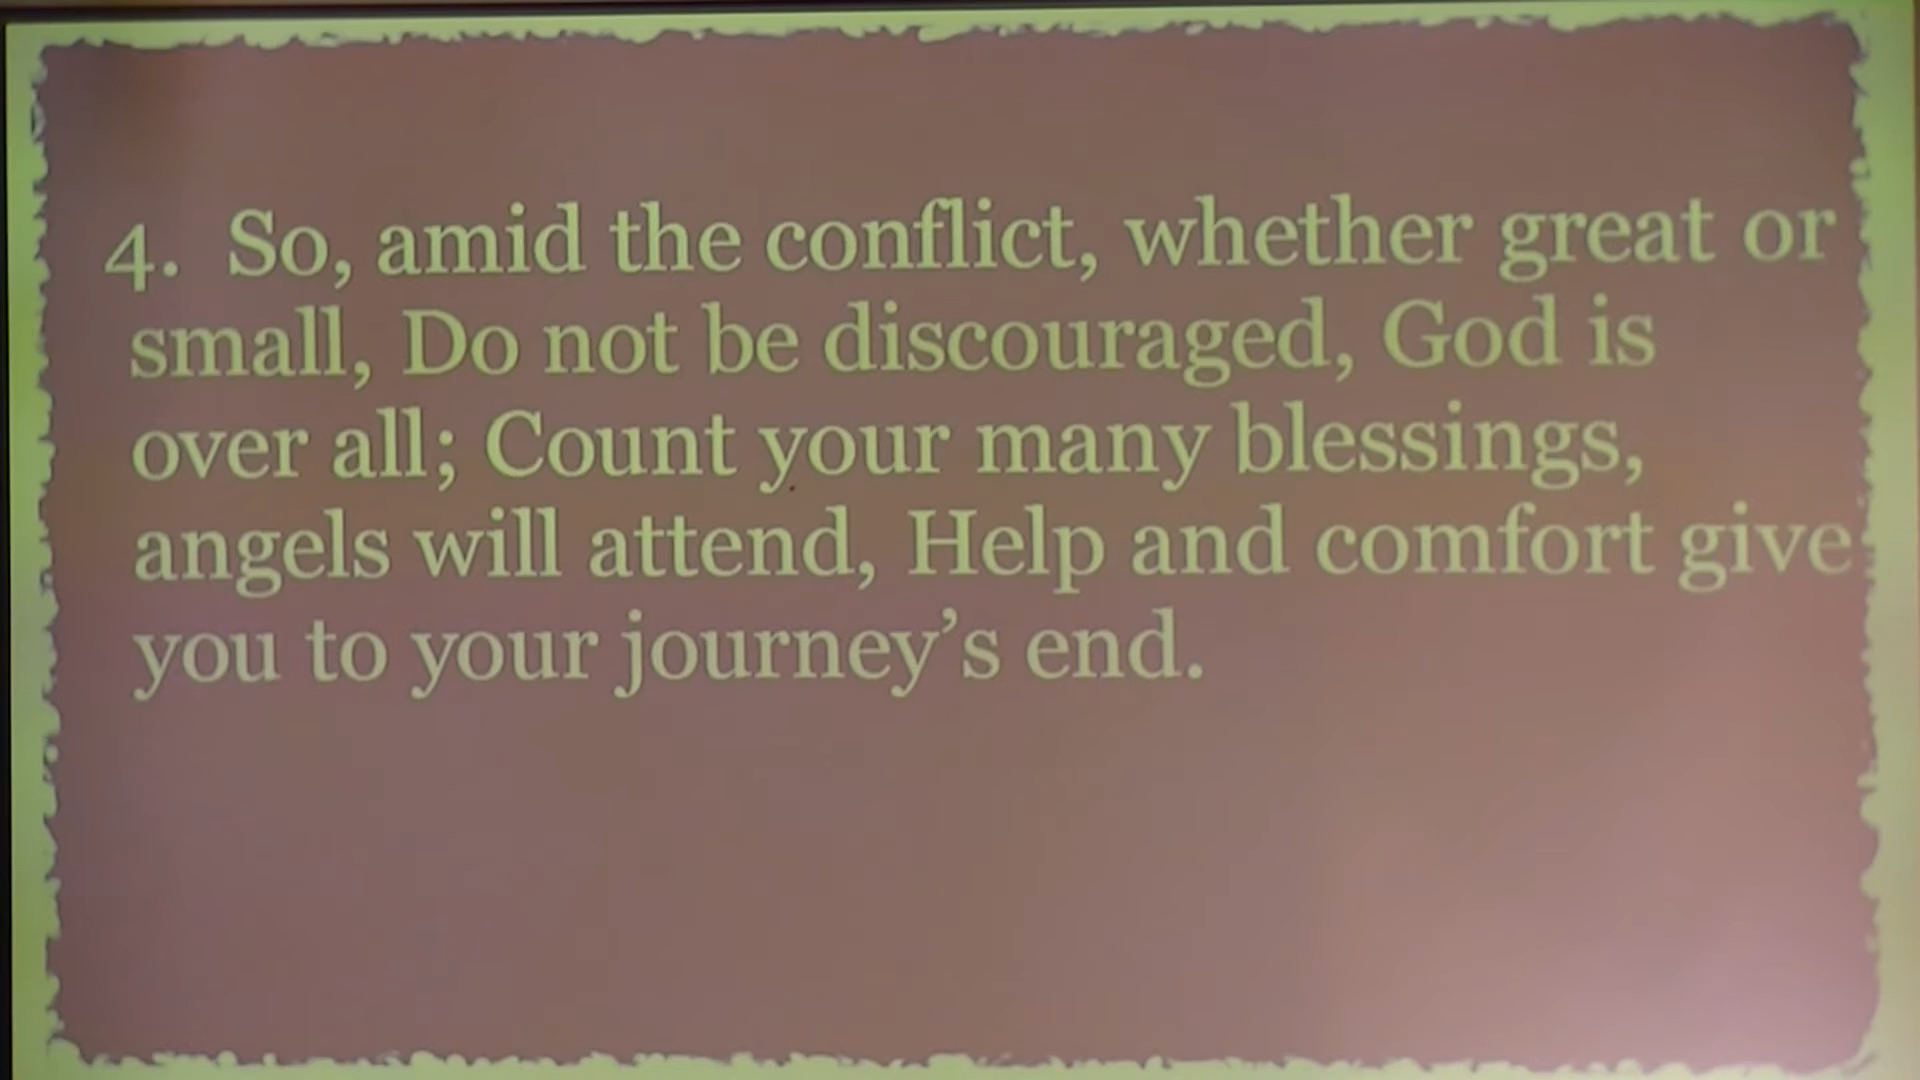 4. So, amid the conflict, whether great or
small, Do not be discouraged, God is
over all; Count your many blessings,
angels will attend, Help and comfort give
you to your journey’s end.